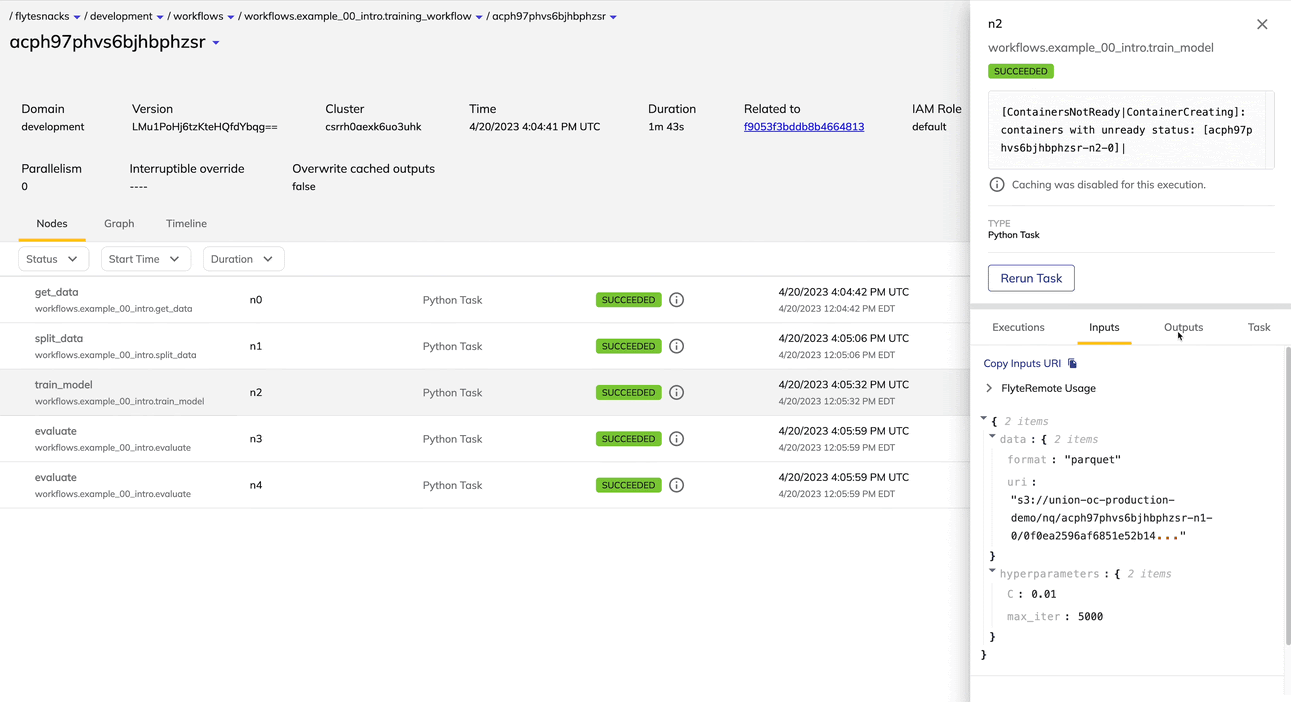 / flytesnacks / development / workflows / workflows.example_00_intro.training_workflow / acph97phvs6bjhbphzsr
acph97phvs6bjhbphzsr
Domain Version Cluster Time Duration Related to IAM Role
development LMu1PoHj6tzKteHQfdYbqg== csrrh0aexk6uo3uhk 4/20/2023 4:04:41 PM UTC 1m 43s f9053f3bddb8b4664813 default
Parallelism Interruptible override Overwrite cached outputs
0 ---- false
Nodes Graph Timeline
Status Start Time Duration
get_data n0 Python Task SUCCEEDED 4/20/2023 4:04:42 PM UTC
workflows.example_00_intro.get_data 4/20/2023 12:04:42 PM EDT
split_data n1 Python Task SUCCEEDED 4/20/2023 4:05:06 PM UTC
workflows.example_00_intro.split_data 4/20/2023 12:05:06 PM EDT
train_model n2 Python Task SUCCEEDED 4/20/2023 4:05:32 PM UTC
workflows.example_00_intro.train_model 4/20/2023 12:05:32 PM EDT
evaluate n3 Python Task SUCCEEDED 4/20/2023 4:05:59 PM UTC
workflows.example_00_intro.evaluate 4/20/2023 12:05:59 PM EDT
evaluate n4 Python Task SUCCEEDED 4/20/2023 4:05:59 PM UTC
workflows.example_00_intro.evaluate 4/20/2023 12:05:59 PM EDT
n2
workflows.example_00_intro.train_model
SUCCEEDED
[ContainersNotReady|ContainerCreating]:
containers with unready status: [acph97p
hvs6bjhbphzsr-n2-0]|
Caching was disabled for this execution.
TYPE
Python Task
Rerun Task
Executions Inputs Outputs Task
Copy Inputs URI
FlyteRemote Usage
{ 2 items
data : { 2 items
format : "parquet"
uri :
"s3://union-oc-production-
demo/nq/acph97phvs6bjhbphzsr-n1-
0/0f0ea2596af6851e52b14..."
}
hyperparameters : { 2 items
C : 0.01
max_iter : 5000
}
}